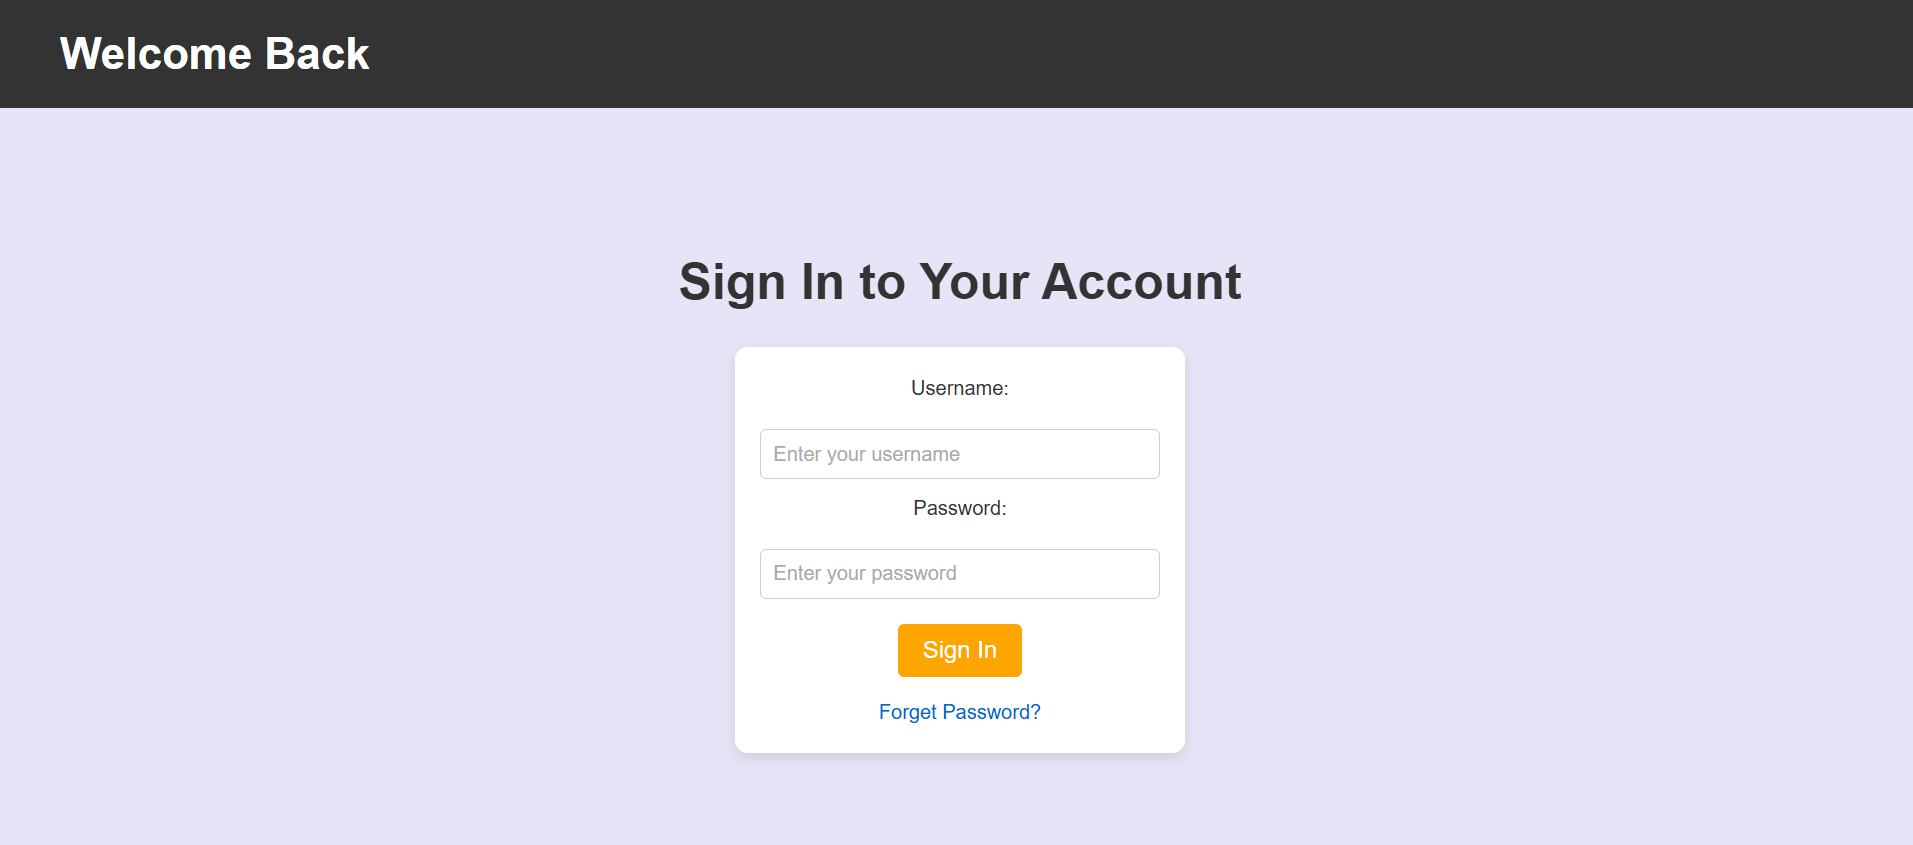 Welcome Back
Sign In to Your Account
Username:
Enter your username
Password:
Enter your password
Sign In
Forget Password?